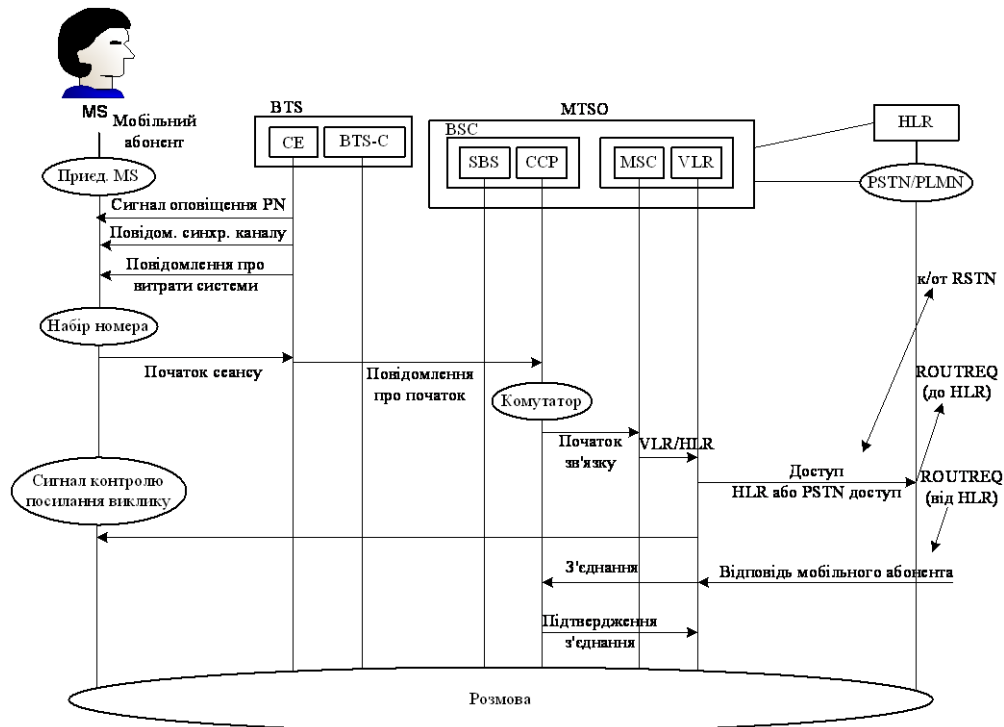 MS
Мобільний
абонент
BTS
CE
BTS-C
MTSO
BSC
SBS
CCP
MSC
VLR
HLR
PSTN/PLMN
Приєд. MS
Сигнал оповіщення PN
Повідом. синхр. каналу
Повідомлення про
витрати системи
к/от RSTN
Набір номера
Початок сеансу
Повідомлення
про початок
ROUTREQ
(до HLR)
Комутатор
Початок
зв'язку
VLR/HLR
Сигнал контролю
посилання виклику
Доступ
HLR або PSTN доступ
ROUTREQ
(від HLR)
З'єднання
Відповідь мобільного абонента
Підтвердження
з'єднання
Розмова